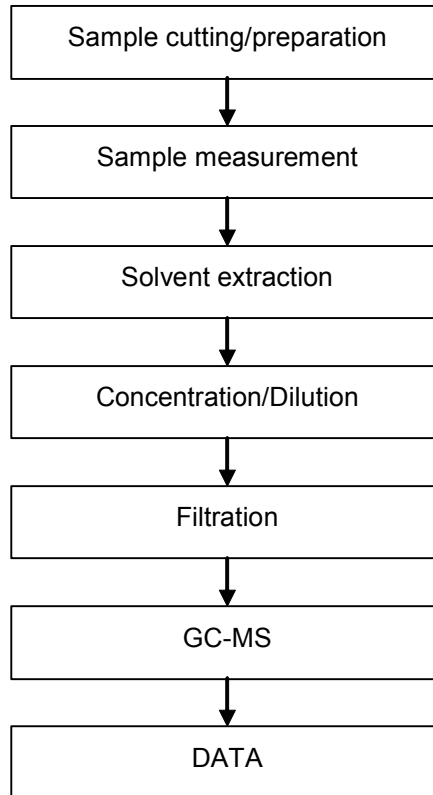 Sample cutting/preparation
Sample measurement
Solvent extraction
Concentration/Dilution
Filtration
GC-MS
DATA